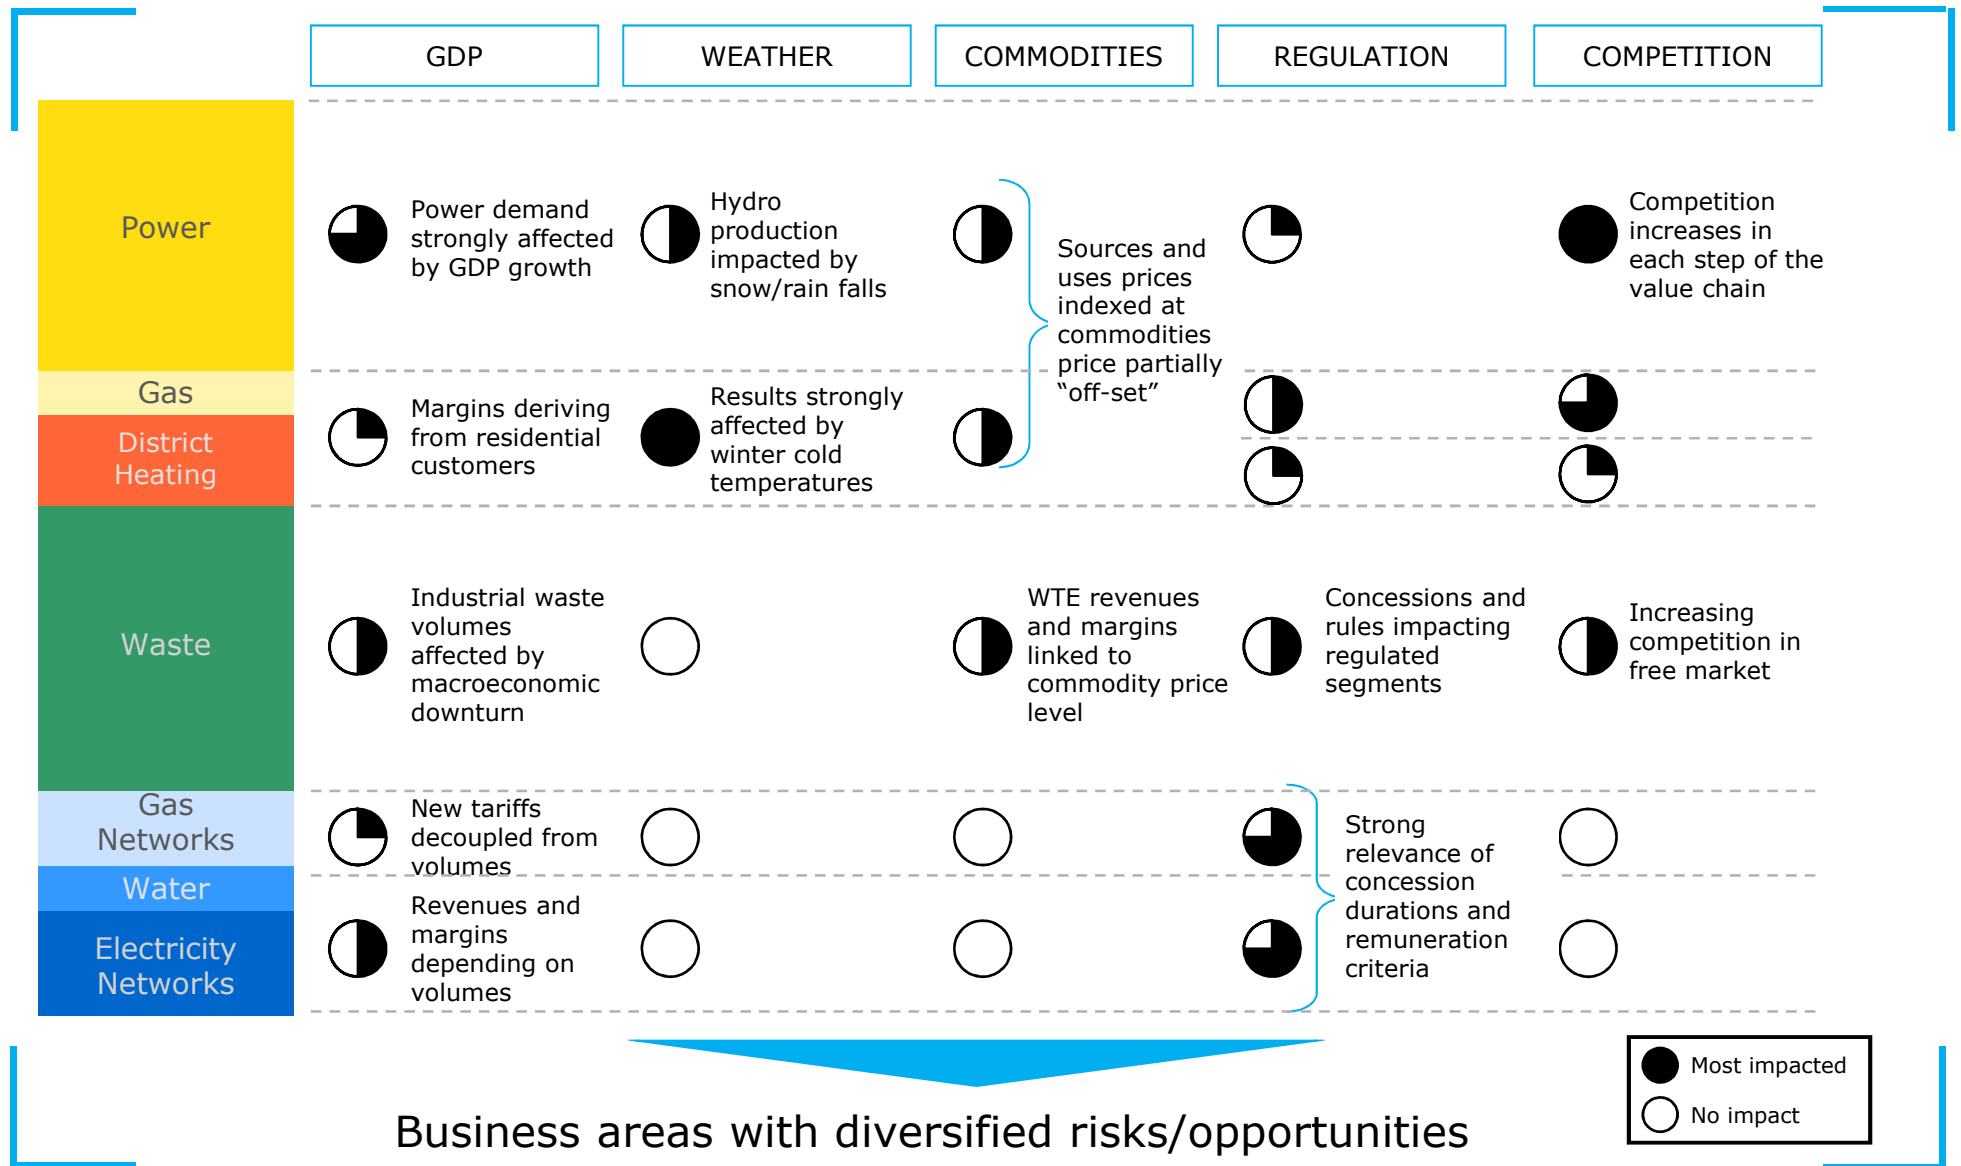 GDP
WEATHER
COMMODITIES
REGULATION
COMPETITION
Power
Power demand
strongly affected
by GDP growth
Hydro
production
impacted by
snow/rain falls
Sources and
uses prices
indexed at
commodities
price partially
“off-set”
Competition
increases in
each step of the
value chain
Gas
District
Heating
Margins deriving
from residential
customers
Results strongly
affected by
winter cold
temperatures
Waste
Industrial waste
volumes
affected by
macroeconomic
downturn
WTE revenues
and margins
linked to
commodity price
level
Concessions and
rules impacting
regulated
segments
Increasing
competition in
free market
Gas
Networks
New tariffs
decoupled from
volumes
Strong
relevance of
concession
durations and
remuneration
criteria
Water
Electricity
Networks
Revenues and
margins
depending on
volumes
Most impacted
No impact
Business areas with diversified risks/opportunities